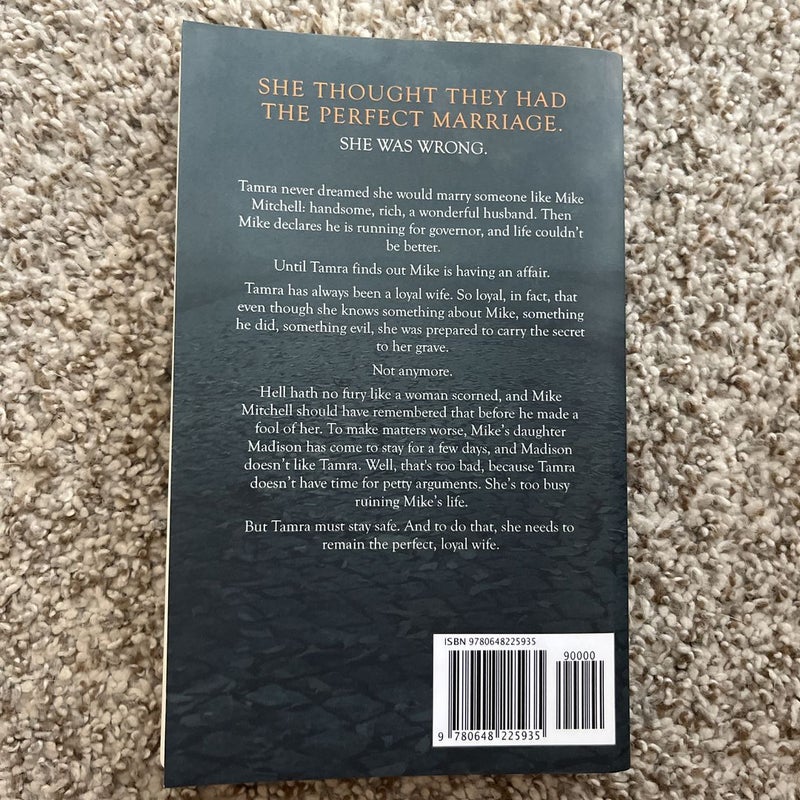 SHE THOUGHT THEY HAD
THE PERFECT MARRIAGE.
SHE WAS WRONG.
Tamra never dreamed she would marry someone like Mike
Mitchell: handsome, rich, a wonderful husband. Then
Mike declares he is running for governor, and life couldn't
be better.
Until Tamra finds out Mike is having an affair.
Tamra has always been a loyal wife. So loyal, in fact, that
even though she knows something about Mike, something
he did, something evil, she was prepared to carry the secret
to her grave.
Not anymore.
Hell hath no fury like a woman scorned, and Mike
Mitchell should have remembered that before he made a
fool of her. To make matters worse, Mike's daughter
Madison has come to stay for a few days, and Madison
doesn't like Tamra. Well, that's too bad, because Tamra
doesn't have time for petty arguments. She's too busy
ruining Mike's life.
But Tamra must stay safe. And to do that, she needs to
remain the perfect, loyal wife.
ISBN 9780648225935
90000
9 780648 225935